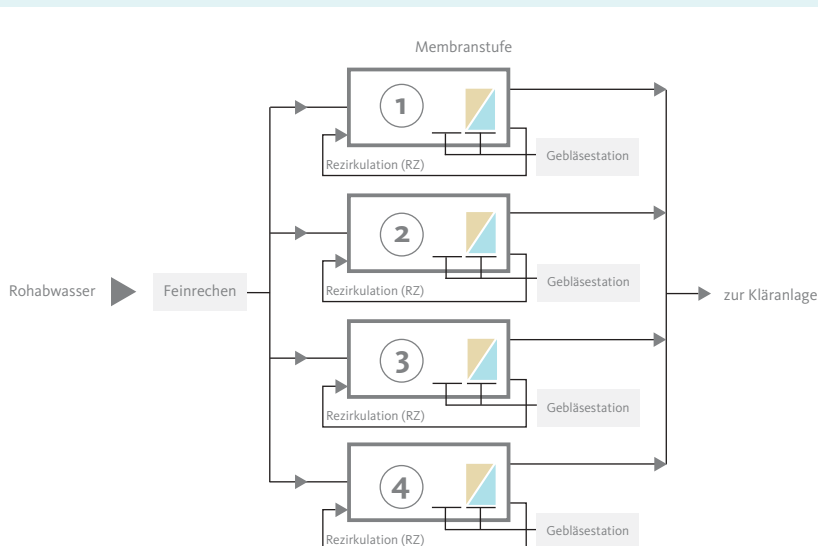 Membranstufe
1
Gebläsestation
Rezirkulation (RZ)
2
Gebläsestation
Rezirkulation (RZ)
Rohabwasser
Feinrechen
zur Kläranlage
3
Gebläsestation
Rezirkulation (RZ)
4
Gebläsestation
Rezirkulation (RZ)